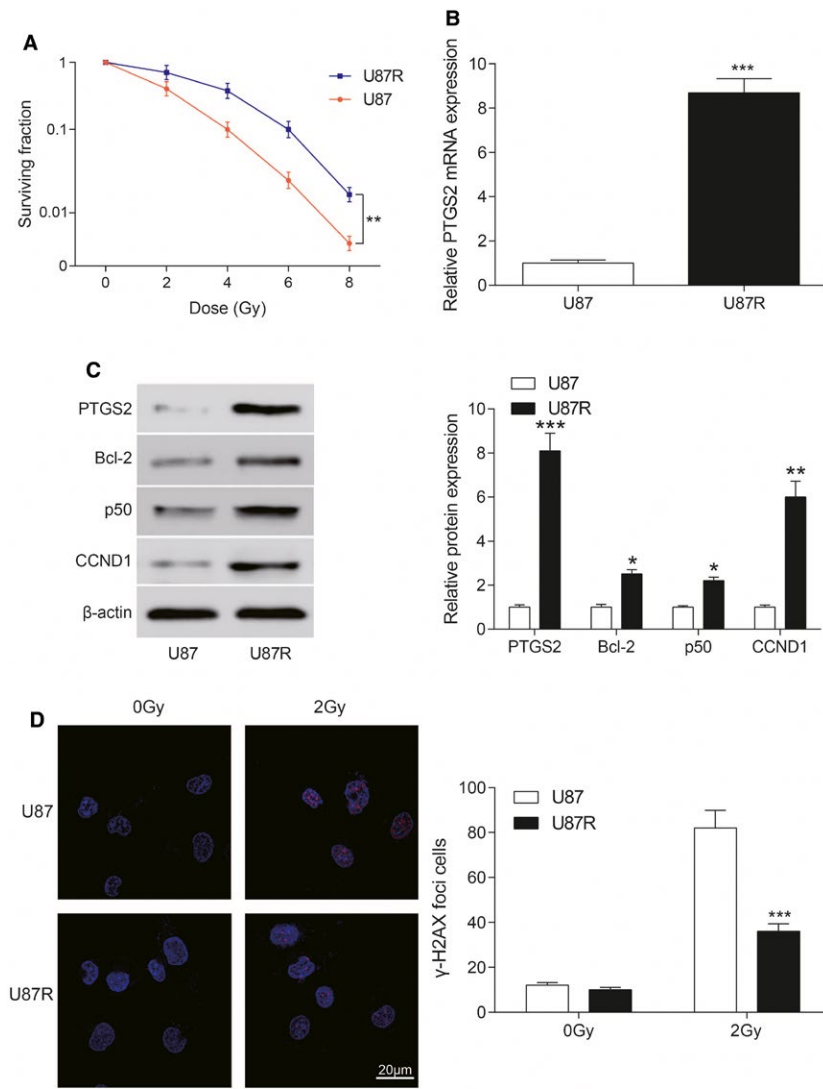 A
Surviving fraction
1
0.1
0.01
0
0 2 4 6 8
Dose (Gy)
U87R
U87
**
B
Relative PTGS2 mRNA expression
10
8
6
4
2
0
***
U87 U87R
C
PTGS2
Bcl-2
p50
CCND1
β-actin
U87 U87R
Relative protein expression
10
8
6
4
2
0
U87
U87R
***
*
*
**
PTGS2 Bcl-2 p50 CCND1
D
0Gy 2Gy
U87
U87R
20μm
γ-H2AX foci cells
100
80
60
40
20
0
U87
U87R
***
0Gy 2Gy